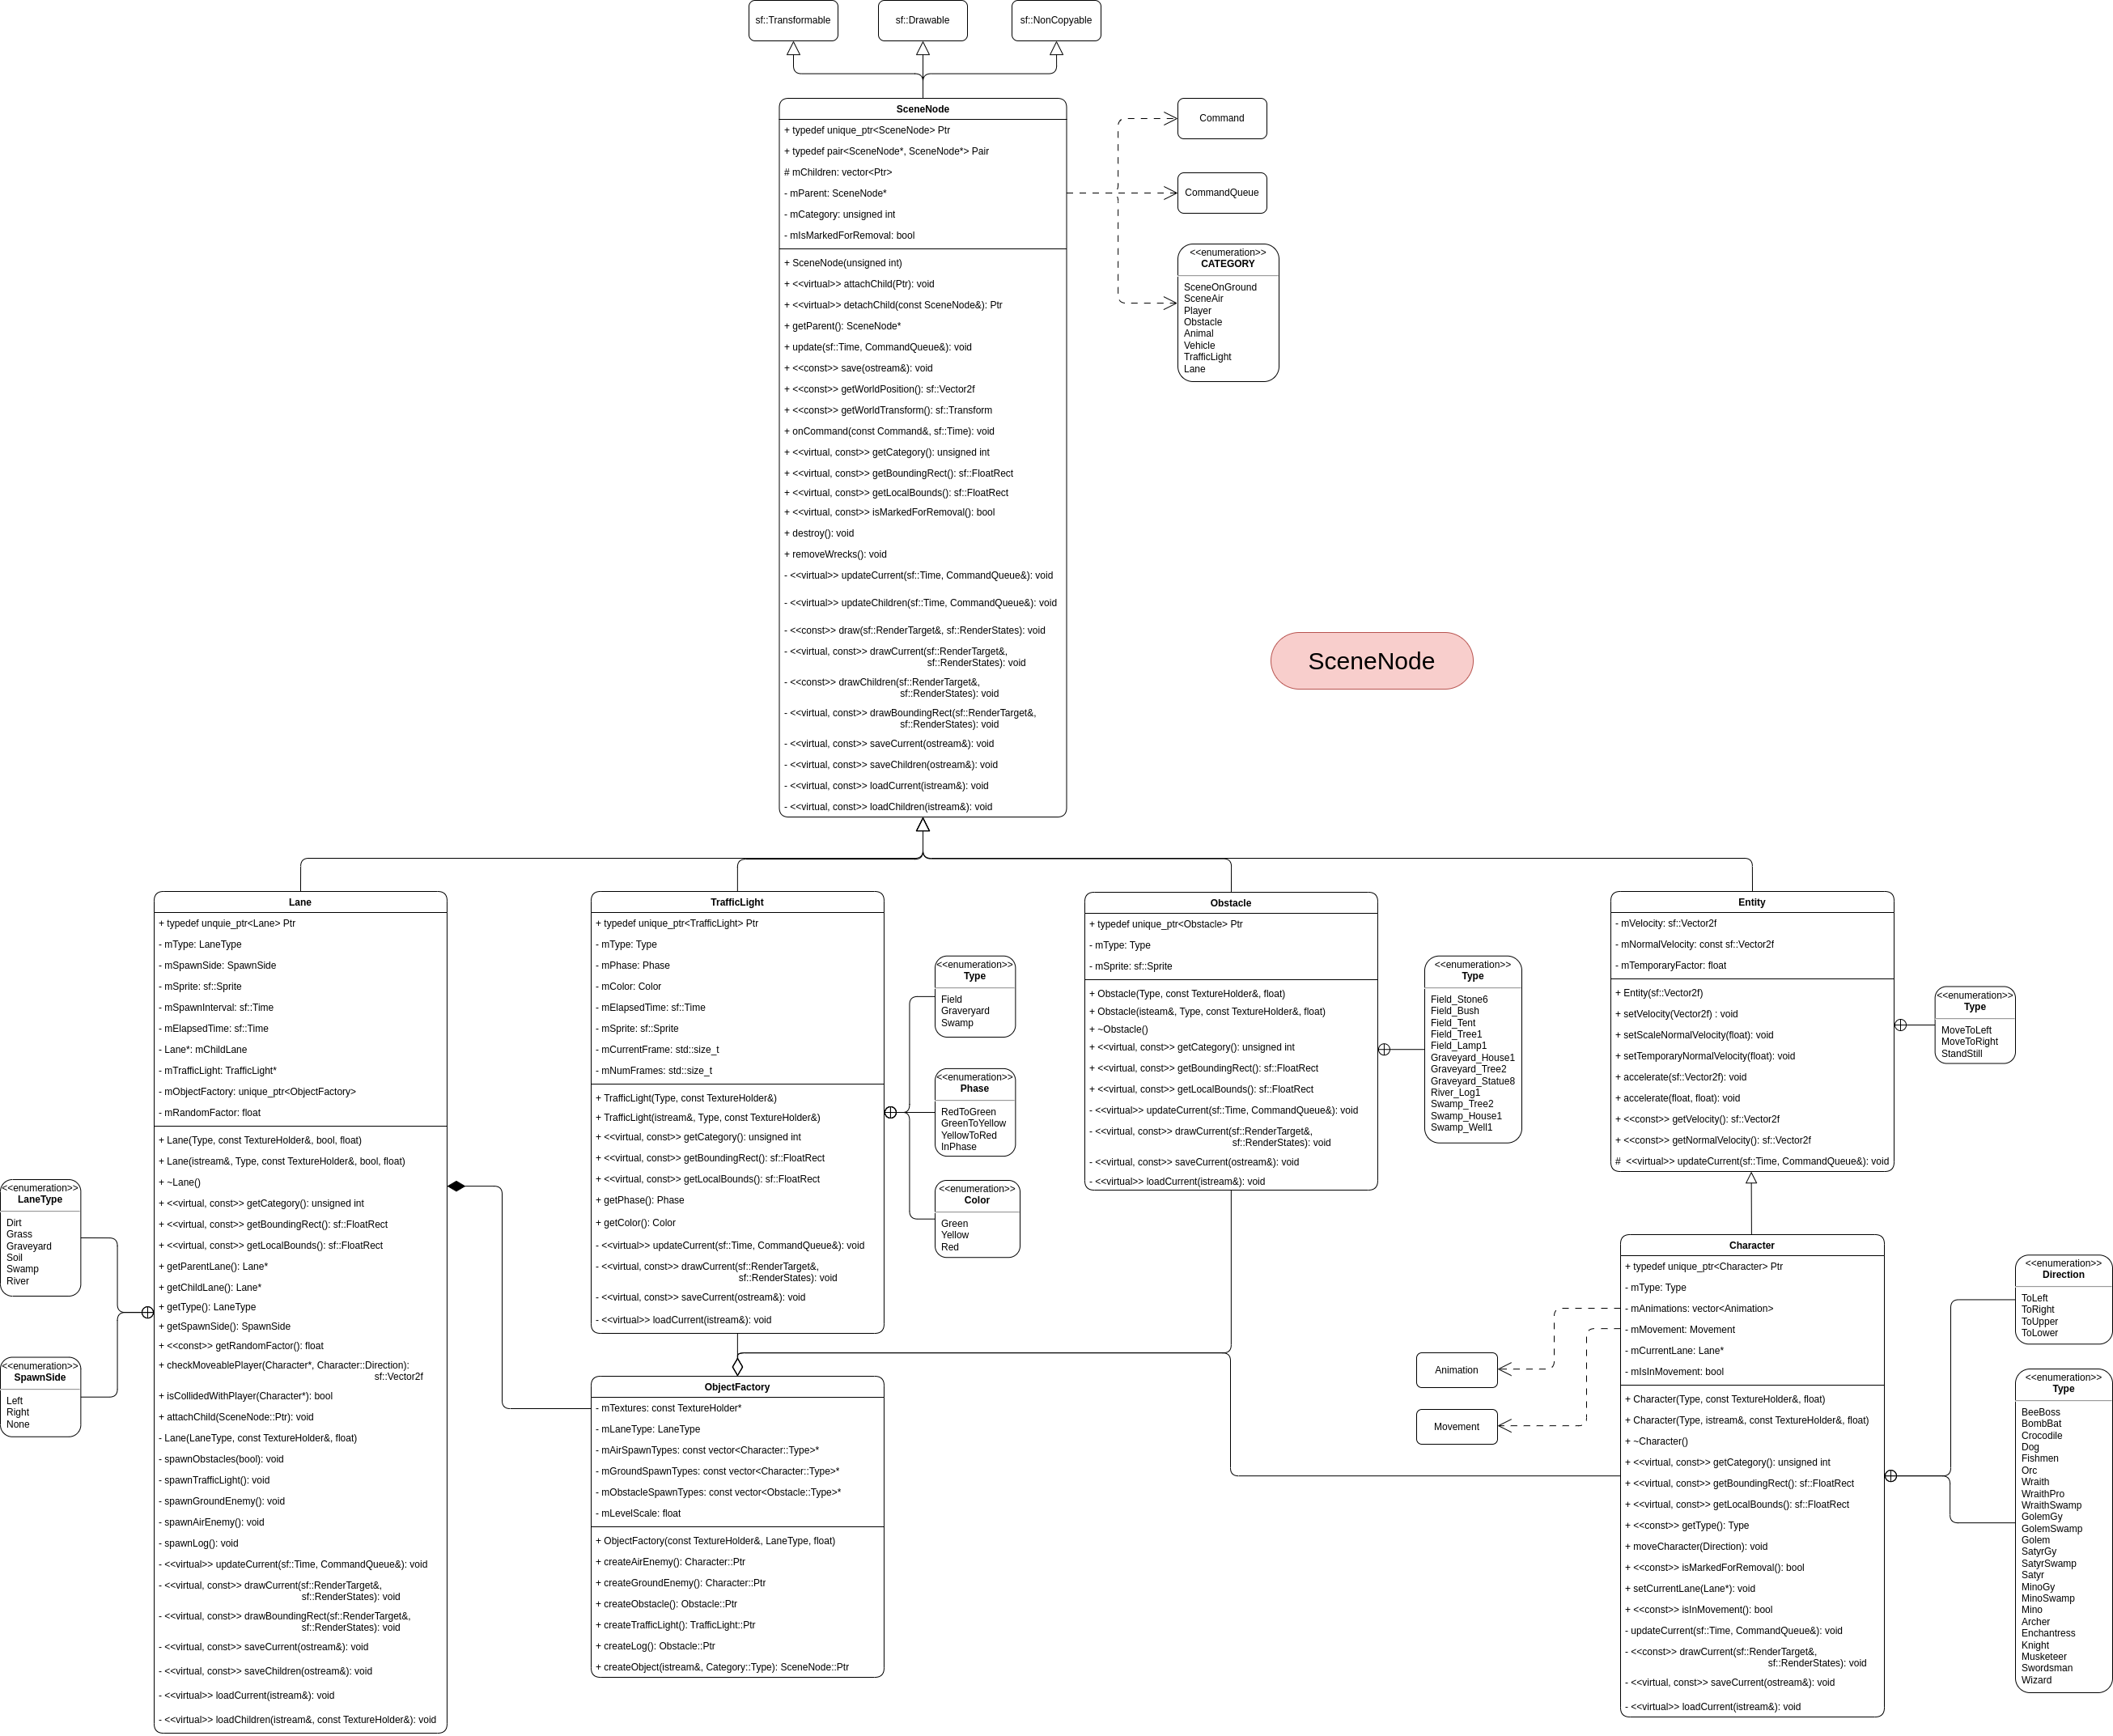 sf::Transformable
sf::Drawable
sf::NonCopyable
SceneNode
+ typedef unique_ptr<SceneNode> Ptr
+ typedef pair<SceneNode*, SceneNode*> Pair
# mChildren: vector<Ptr>
- mParent: SceneNode*
- mCategory: unsigned int
- mIsMarkedForRemoval: bool
+ SceneNode(unsigned int)
+ <<virtual>> attachChild(Ptr): void
+ <<virtual>> detachChild(const SceneNode&): Ptr
+ getParent(): SceneNode*
+ update(sf::Time, CommandQueue&): void
+ <<const>> save(ostream&): void
+ <<const>> getWorldPosition(): sf::Vector2f
+ <<const>> getWorldTransform(): sf::Transform
+ onCommand(const Command&, sf::Time): void
+ <<virtual, const>> getCategory(): unsigned int
+ <<virtual, const>> getBoundingRect(): sf::FloatRect
+ <<virtual, const>> getLocalBounds(): sf::FloatRect
+ <<virtual, const>> isMarkedForRemoval(): bool
+ destroy(): void
+ removeWrecks(): void
- <<virtual>> updateCurrent(sf::Time, CommandQueue&): void
- <<virtual>> updateChildren(sf::Time, CommandQueue&): void
- <<const>> draw(sf::RenderTarget&, sf::RenderStates): void
- <<virtual, const>> drawCurrent(sf::RenderTarget&,
sf::RenderStates): void
- <<const>> drawChildren(sf::RenderTarget&,
sf::RenderStates): void
- <<virtual, const>> drawBoundingRect(sf::RenderTarget&,
sf::RenderStates): void
- <<virtual, const>> saveCurrent(ostream&): void
- <<virtual, const>> saveChildren(ostream&): void
- <<virtual, const>> loadCurrent(istream&): void
- <<virtual, const>> loadChildren(istream&): void
Command
CommandQueue
<<enumeration>>
CATEGORY
SceneOnGround
SceneAir
Player
Obstacle
Animal
Vehicle
TrafficLight
Lane
SceneNode
Lane
+ typedef unquie_ptr<Lane> Ptr
- mType: LaneType
- mSpawnSide: SpawnSide
- mSprite: sf::Sprite
- mSpawnInterval: sf::Time
- mElapsedTime: sf::Time
- Lane*: mChildLane
- mTrafficLight: TrafficLight*
- mObjectFactory: unique_ptr<ObjectFactory>
- mRandomFactor: float
+ Lane(Type, const TextureHolder&, bool, float)
+ Lane(istream&, Type, const TextureHolder&, bool, float)
+ ~Lane()
+ <<virtual, const>> getCategory(): unsigned int
+ <<virtual, const>> getBoundingRect(): sf::FloatRect
+ <<virtual, const>> getLocalBounds(): sf::FloatRect
+ getParentLane(): Lane*
+ getChildLane(): Lane*
+ getType(): LaneType
+ getSpawnSide(): SpawnSide
+ <<const>> getRandomFactor(): float
+ checkMoveablePlayer(Character*, Character::Direction):
sf::Vector2f
+ isCollidedWithPlayer(Character*): bool
+ attachChild(SceneNode::Ptr): void
- Lane(LaneType, const TextureHolder&, float)
- spawnObstacles(bool): void
- spawnTrafficLight(): void
- spawnGroundEnemy(): void
- spawnAirEnemy(): void
- spawnLog(): void
- <<virtual>> updateCurrent(sf::Time, CommandQueue&): void
- <<virtual, const>> drawCurrent(sf::RenderTarget&,
sf::RenderStates): void
- <<virtual, const>> drawBoundingRect(sf::RenderTarget&,
sf::RenderStates): void
- <<virtual, const>> saveCurrent(ostream&): void
- <<virtual, const>> saveChildren(ostream&): void
- <<virtual>> loadCurrent(istream&): void
- <<virtual>> loadChildren(istream&, const TextureHolder&): void
<<enumeration>>
LaneType
Dirt
Grass
Graveyard
Soil
Swamp
River
<<enumeration>>
SpawnSide
Left
Right
None
TrafficLight
+ typedef unique_ptr<TrafficLight> Ptr
- mType: Type
- mPhase: Phase
- mColor: Color
- mElapsedTime: sf::Time
- mSprite: sf::Sprite
- mCurrentFrame: std::size_t
- mNumFrames: std::size_t
+ TrafficLight(Type, const TextureHolder&)
+ TrafficLight(istream&, Type, const TextureHolder&)
+ <<virtual, const>> getCategory(): unsigned int
+ <<virtual, const>> getBoundingRect(): sf::FloatRect
+ <<virtual, const>> getLocalBounds(): sf::FloatRect
+ getPhase(): Phase
+ getColor(): Color
- <<virtual>> updateCurrent(sf::Time, CommandQueue&): void
- <<virtual, const>> drawCurrent(sf::RenderTarget&,
sf::RenderStates): void
- <<virtual, const>> saveCurrent(ostream&): void
- <<virtual>> loadCurrent(istream&): void
<<enumeration>>
Type
Field
Graveryard
Swamp
<<enumeration>>
Phase
RedToGreen
GreenToYellow
YellowToRed
InPhase
<<enumeration>>
Color
Green
Yellow
Red
ObjectFactory
- mTextures: const TextureHolder*
- mLaneType: LaneType
- mAirSpawnTypes: const vector<Character::Type>*
- mGroundSpawnTypes: const vector<Character::Type>*
- mObstacleSpawnTypes: const vector<Obstacle::Type>*
- mLevelScale: float
+ ObjectFactory(const TextureHolder&, LaneType, float)
+ createAirEnemy(): Character::Ptr
+ createGroundEnemy(): Character::Ptr
+ createObstacle(): Obstacle::Ptr
+ createTrafficLight(): TrafficLight::Ptr
+ createLog(): Obstacle::Ptr
+ createObject(istream&, Category::Type): SceneNode::Ptr
Obstacle
+ typedef unique_ptr<Obstacle> Ptr
- mType: Type
- mSprite: sf::Sprite
+ Obstacle(Type, const TextureHolder&, float)
+ Obstacle(isteam&, Type, const TextureHolder&, float)
+ ~Obstacle()
+ <<virtual, const>> getCategory(): unsigned int
+ <<virtual, const>> getBoundingRect(): sf::FloatRect
+ <<virtual, const>> getLocalBounds(): sf::FloatRect
- <<virtual>> updateCurrent(sf::Time, CommandQueue&): void
- <<virtual, const>> drawCurrent(sf::RenderTarget&,
sf::RenderStates): void
- <<virtual, const>> saveCurrent(ostream&): void
- <<virtual>> loadCurrent(istream&): void
<<enumeration>>
Type
Field_Stone6
Field_Bush
Field_Tent
Field_Tree1
Field_Lamp1
Graveyard_House1
Graveyard_Tree2
Graveyard_Statue8
River_Log1
Swamp_Tree2
Swamp_House1
Swamp_Well1
Entity
- mVelocity: sf::Vector2f
- mNormalVelocity: const sf::Vector2f
- mTemporaryFactor: float
+ Entity(sf::Vector2f)
+ setVelocity(Vector2f) : void
+ setScaleNormalVelocity(float): void
+ setTemporaryNormalVelocity(float): void
+ accelerate(sf::Vector2f): void
+ accelerate(float, float): void
+ <<const>> getVelocity(): sf::Vector2f
+ <<const>> getNormalVelocity(): sf::Vector2f
# <<virtual>> updateCurrent(sf::Time, CommandQueue&): void
<<enumeration>>
Type
MoveToLeft
MoveToRight
StandStill
Character
+ typedef unique_ptr<Character> Ptr
- mType: Type
- mAnimations: vector<Animation>
- mMovement: Movement
- mCurrentLane: Lane*
- mIsInMovement: bool
+ Character(Type, const TextureHolder&, float)
+ Character(Type, istream&, const TextureHolder&, float)
+ ~Character()
+ <<virtual, const>> getCategory(): unsigned int
+ <<virtual, const>> getBoundingRect(): sf::FloatRect
+ <<virtual, const>> getLocalBounds(): sf::FloatRect
+ <<const>> getType(): Type
+ moveCharacter(Direction): void
+ <<const>> isMarkedForRemoval(): bool
+ setCurrentLane(Lane*): void
+ <<const>> isInMovement(): bool
- updateCurrent(sf::Time, CommandQueue&): void
- <<const>> drawCurrent(sf::RenderTarget&,
sf::RenderStates): void
- <<virtual, const>> saveCurrent(ostream&): void
- <<virtual>> loadCurrent(istream&): void
Animation
Movement
<<enumeration>>
Direction
ToLeft
ToRight
ToUpper
ToLower
<<enumeration>>
Type
BeeBoss
BombBat
Crocodile
Dog
Fishmen
Orc
Wraith
WraithPro
WraithSwamp
GolemGy
GolemSwamp
Golem
SatyrGy
SatyrSwamp
Satyr
MinoGy
MinoSwamp
Mino
Archer
Enchantress
Knight
Musketeer
Swordsman
Wizard